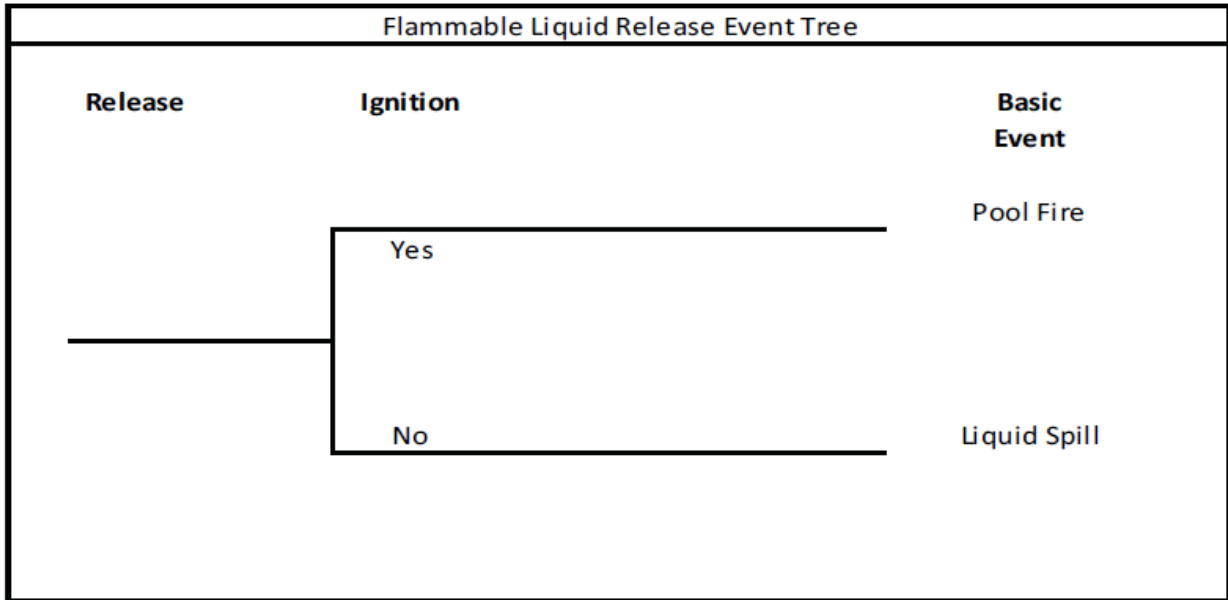 Flammable Liquid Release Event Tree
Release Ignition Basic
Event
Pool Fire
Yes
No Liquid Spill